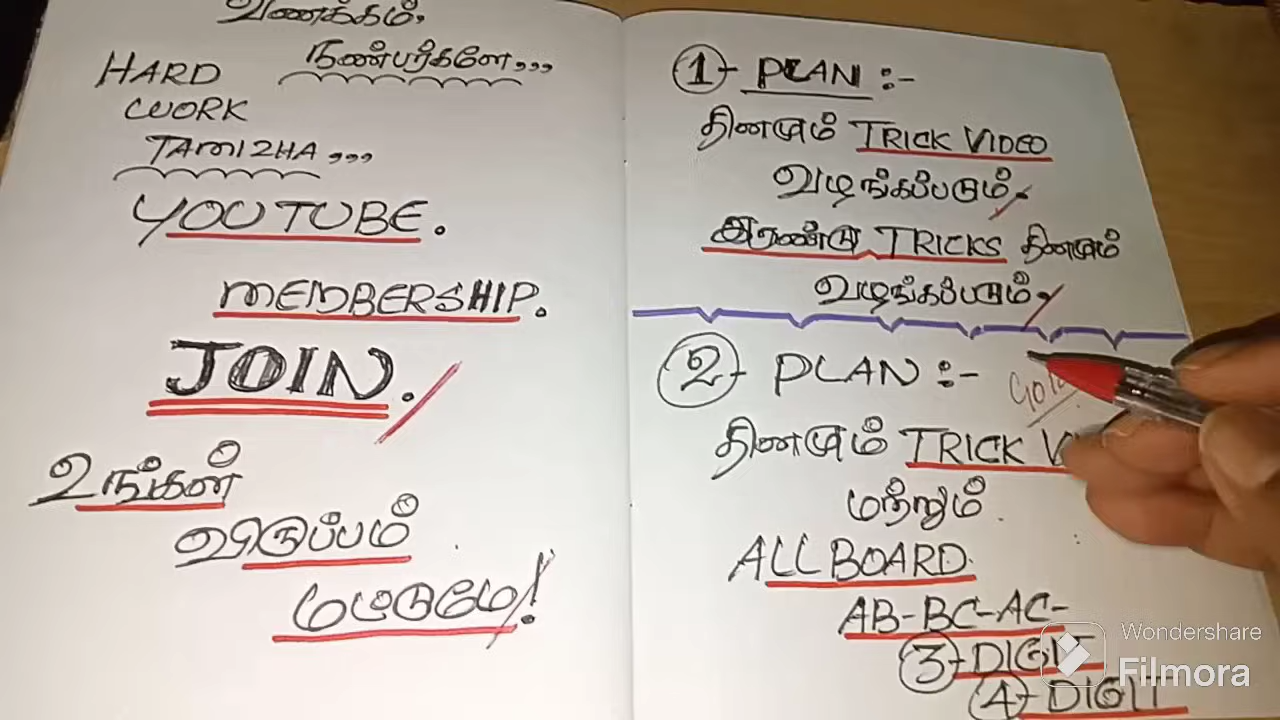 வணக்கம்,
நண்பர்களே,,,
HARD
WORK
TAMIZHA,,,
YOUTUBE.
MEMBERSHIP.
JOIN.
உங்கள்
விருப்பம்
மட்டுமே!
1- PLAN :-
தினமும் TRICK VIDEO
வழங்கப்படும்.
இரண்டு TRICKS தினமும்
வழங்கப்படும்.
2- PLAN :-
தினமும் TRICK
மற்றும்
ALL BOARD.
AB-BC-AC-
3-DIGIT
4-DIGIT
Wondershare
Filmora